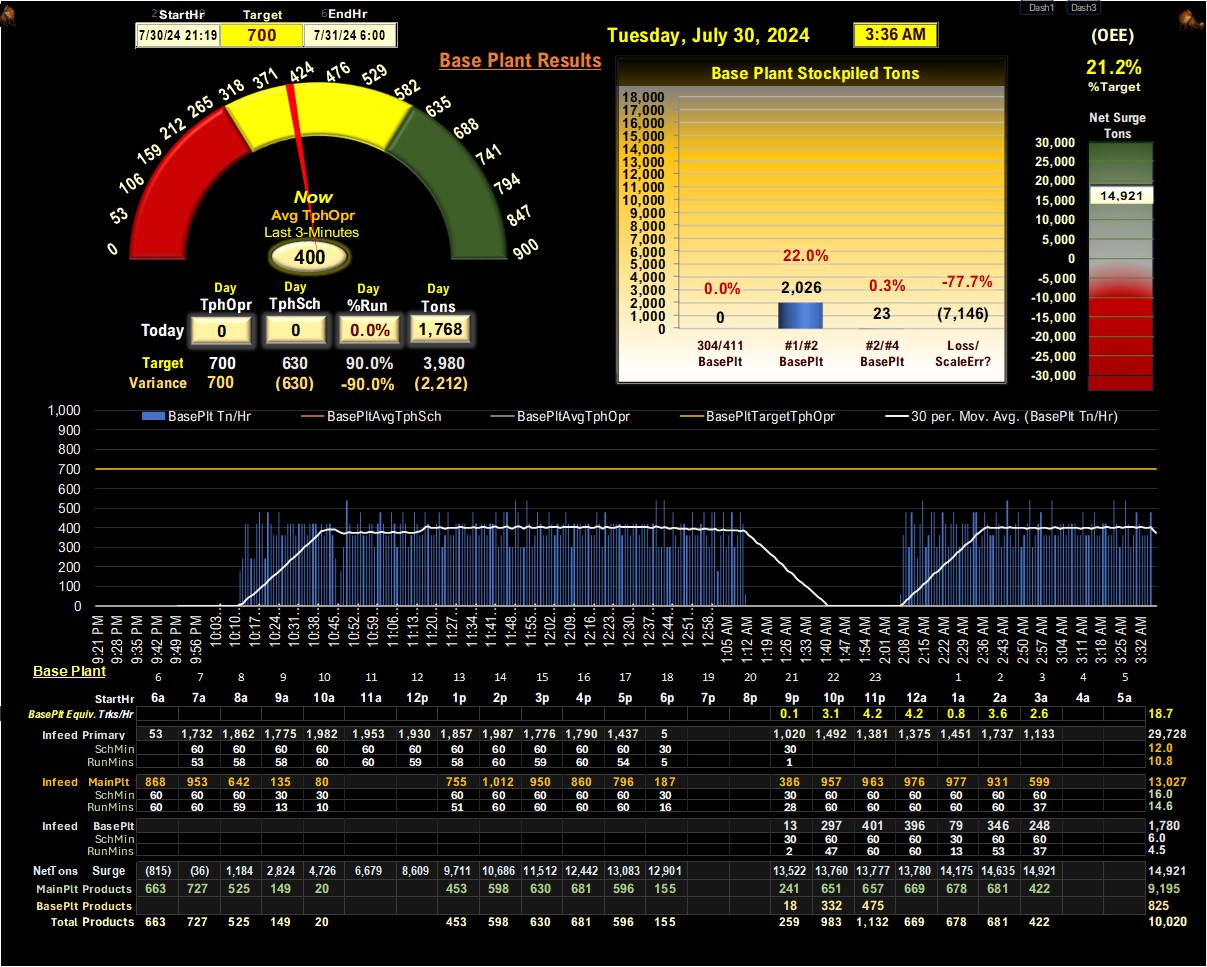 StartHr Target EndHr
7/30/24 21:19 700 7/31/24 6:00
Dash1 Dash3
Tuesday, July 30, 2024 3:36 AM
(OEE)
21.2%
%Target
Base Plant Results
0 53 106 159 212 265 318 371 424 476 529 582 635 688 741 794 847 900
Now
Avg TphOpr
Last 3-Minutes
400
Day Day Day Day
TphOpr TphSch %Run Tons
Today 0 0 0.0% 1,768
Target 700 630 90.0% 3,980
Variance 700 (630) -90.0% (2,212)
Base Plant Stockpiled Tons
18,000
17,000
16,000
15,000
14,000
13,000
12,000
11,000
10,000
9,000
8,000
7,000
6,000
5,000
4,000
3,000
2,000
1,000
0
0.0% 22.0% 0.3% -77.7%
0 2,026 23 (7,146)
304/411 #1/#2 #2/#4 Loss/
BasePlt BasePlt BasePlt ScaleErr?
Net Surge
Tons
30,000
25,000
20,000
15,000
10,000
5,000
0
-5,000
-10,000
-15,000
-20,000
-25,000
-30,000
14,921
BasePlt Tn/Hr BasePltAvgTphSch BasePltAvgTphOpr BasePltTargetTphOpr 30 per. Mov. Avg. (BasePlt Tn/Hr)
1,000
900
800
700
600
500
400
300
200
100
0
9:21 PM 9:28 PM 9:35 PM 9:42 PM 9:49 PM 9:56 PM 10:03.. 10:10.. 10:17.. 10:24.. 10:31.. 10:38.. 10:45.. 10:52.. 10:59.. 11:06.. 11:13.. 11:20.. 11:27.. 11:34.. 11:41.. 11:48.. 11:55.. 12:02.. 12:09.. 12:16.. 12:23.. 12:30.. 12:37.. 12:44.. 12:51.. 12:58.. 1:05 AM 1:12 AM 1:19 AM 1:26 AM 1:33 AM 1:40 AM 1:47 AM 1:54 AM 2:01 AM 2:08 AM 2:15 AM 2:22 AM 2:29 AM 2:36 AM 2:43 AM 2:50 AM 2:57 AM 3:04 AM 3:11 AM 3:18 AM 3:25 AM 3:32 AM
Base Plant
6 7 8 9 10 11 12 13 14 15 16 17 18 19 20 21 22 23 1 2 3 4 5
StartHr 6a 7a 8a 9a 10a 11a 12p 1p 2p 3p 4p 5p 6p 7p 8p 9p 10p 11p 12a 1a 2a 3a 4a 5a
BasePlt Equiv. Trks/Hr 0.1 3.1 4.2 4.2 0.8 3.6 2.6 18.7
Infeed Primary 53 1,732 1,862 1,775 1,982 1,953 1,930 1,857 1,987 1,776 1,790 1,437 5 1,020 1,492 1,381 1,375 1,451 1,737 1,133 29,728
SchMin 60 60 60 60 60 60 60 60 60 60 60 30 30 12.0
RunMins 53 58 58 60 60 59 58 60 59 60 54 5 1 10.8
Infeed MainPlt 868 953 642 135 80 755 1,012 950 860 796 187 386 957 963 976 977 931 599 13,027
SchMin 60 60 60 30 30 60 60 60 60 60 30 30 60 60 60 60 60 60 16.0
RunMins 60 60 59 13 10 51 60 60 60 60 16 28 60 60 60 60 60 37 14.6
Infeed BasePlt 13 297 401 396 79 346 248 1,780
SchMin 30 60 60 60 30 60 60 6.0
RunMins 2 47 60 60 13 53 37 4.5
NetTons Surge (815) (36) 1,184 2,824 4,726 6,679 8,609 9,711 10,686 11,512 12,442 13,083 12,901 13,522 13,760 13,777 13,780 14,175 14,635 14,921 14,921
MainPlt Products 663 727 525 149 20 453 598 630 681 596 155 241 651 657 669 678 681 422 9,195
BasePlt Products 18 332 475 825
Total Products 663 727 525 149 20 453 598 630 681 596 155 259 983 1,132 669 678 681 422 10,020